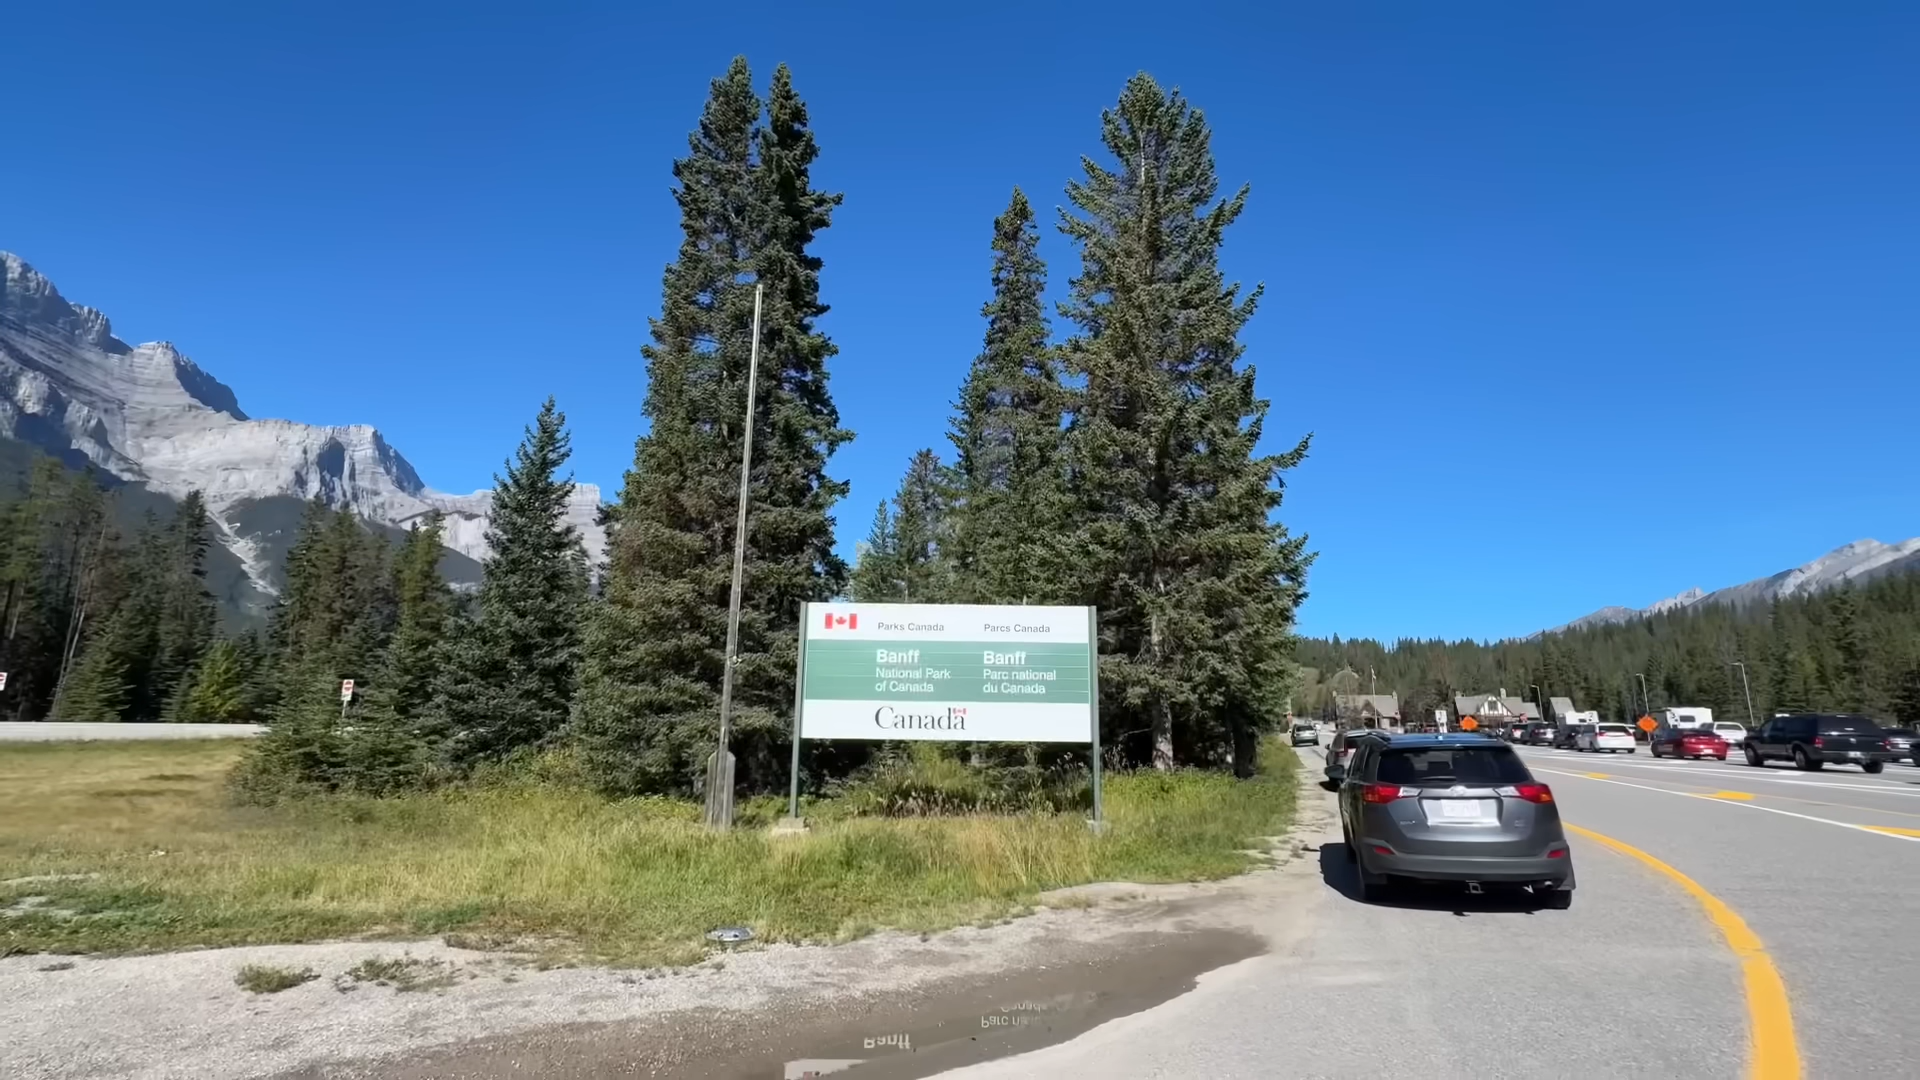 Parks Canada
Parcs Canada
Banff
National Park
of Canada
Banff
Parc national
du Canada
Canada